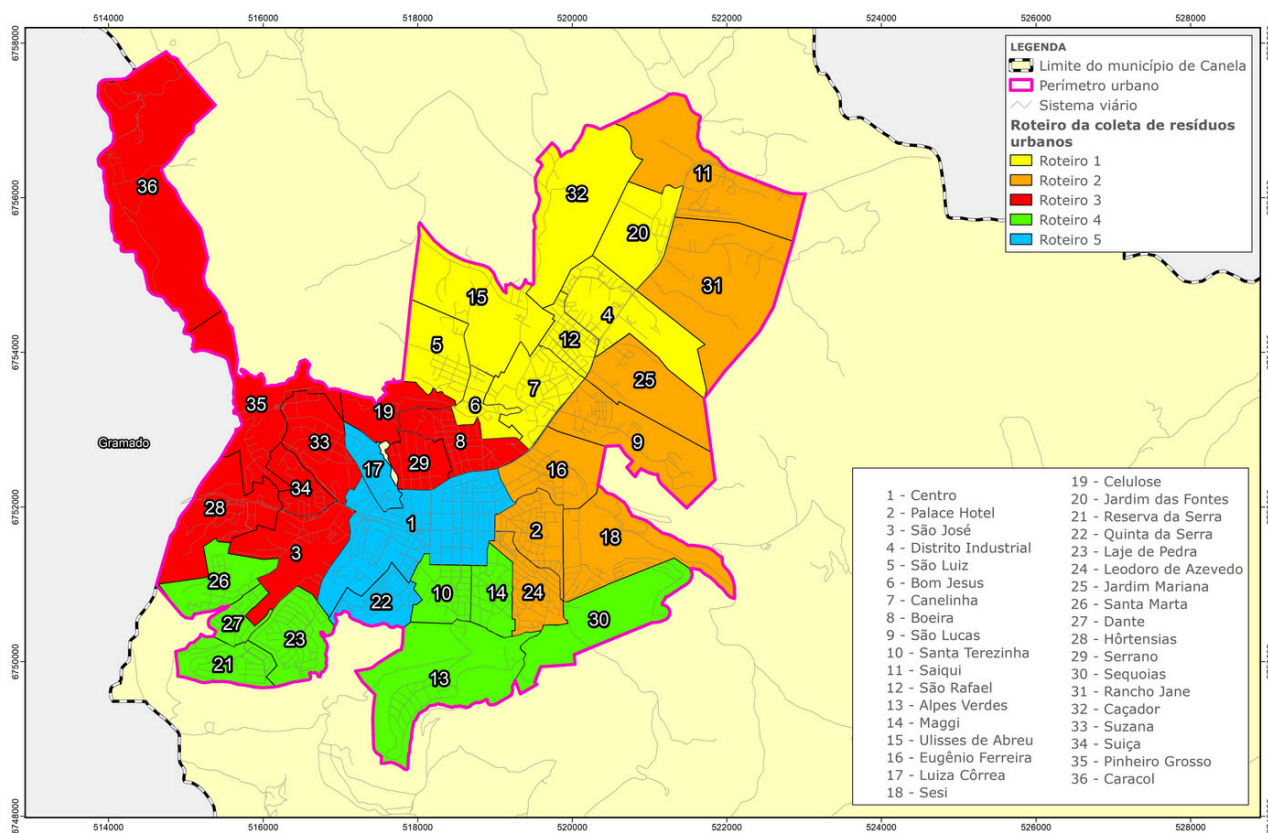 514000
516000
518000
520000
522000
524000
526000
528000
6758000
6756000
6754000
6752000
6750000
6748000
LEGENDA
Limite do município de Canela
Perímetro urbano
Sistema viário
Roteiro da coleta de resíduos
urbanos
Roteiro 1
Roteiro 2
Roteiro 3
Roteiro 4
Roteiro 5
36
32
11
20
15
31
4
5
12
7
25
35
19
6
33
8
9
17
29
16
34
28
1
2
18
3
26
10
14
24
22
27
30
23
21
13
Gramado
1 - Centro
2 - Palace Hotel
3 - São José
4 - Distrito Industrial
5 - São Luiz
6 - Bom Jesus
7 - Canelinha
8 - Boeira
9 - São Lucas
10 - Santa Terezinha
11 - Saiqui
12 - São Rafael
13 - Alpes Verdes
14 - Maggi
15 - Ulisses de Abreu
16 - Eugênio Ferreira
17 - Luiza Côrrea
18 - Sesi
19 - Celulose
20 - Jardim das Fontes
21 - Reserva da Serra
22 - Quinta da Serra
23 - Laje de Pedra
24 - Leodoro de Azevedo
25 - Jardim Mariana
26 - Santa Marta
27 - Dante
28 - Hôrtensias
29 - Serrano
30 - Sequoias
31 - Rancho Jane
32 - Caçador
33 - Suzana
34 - Suiça
35 - Pinheiro Grosso
36 - Caracol
514000
516000
518000
520000
522000
524000
526000
528000